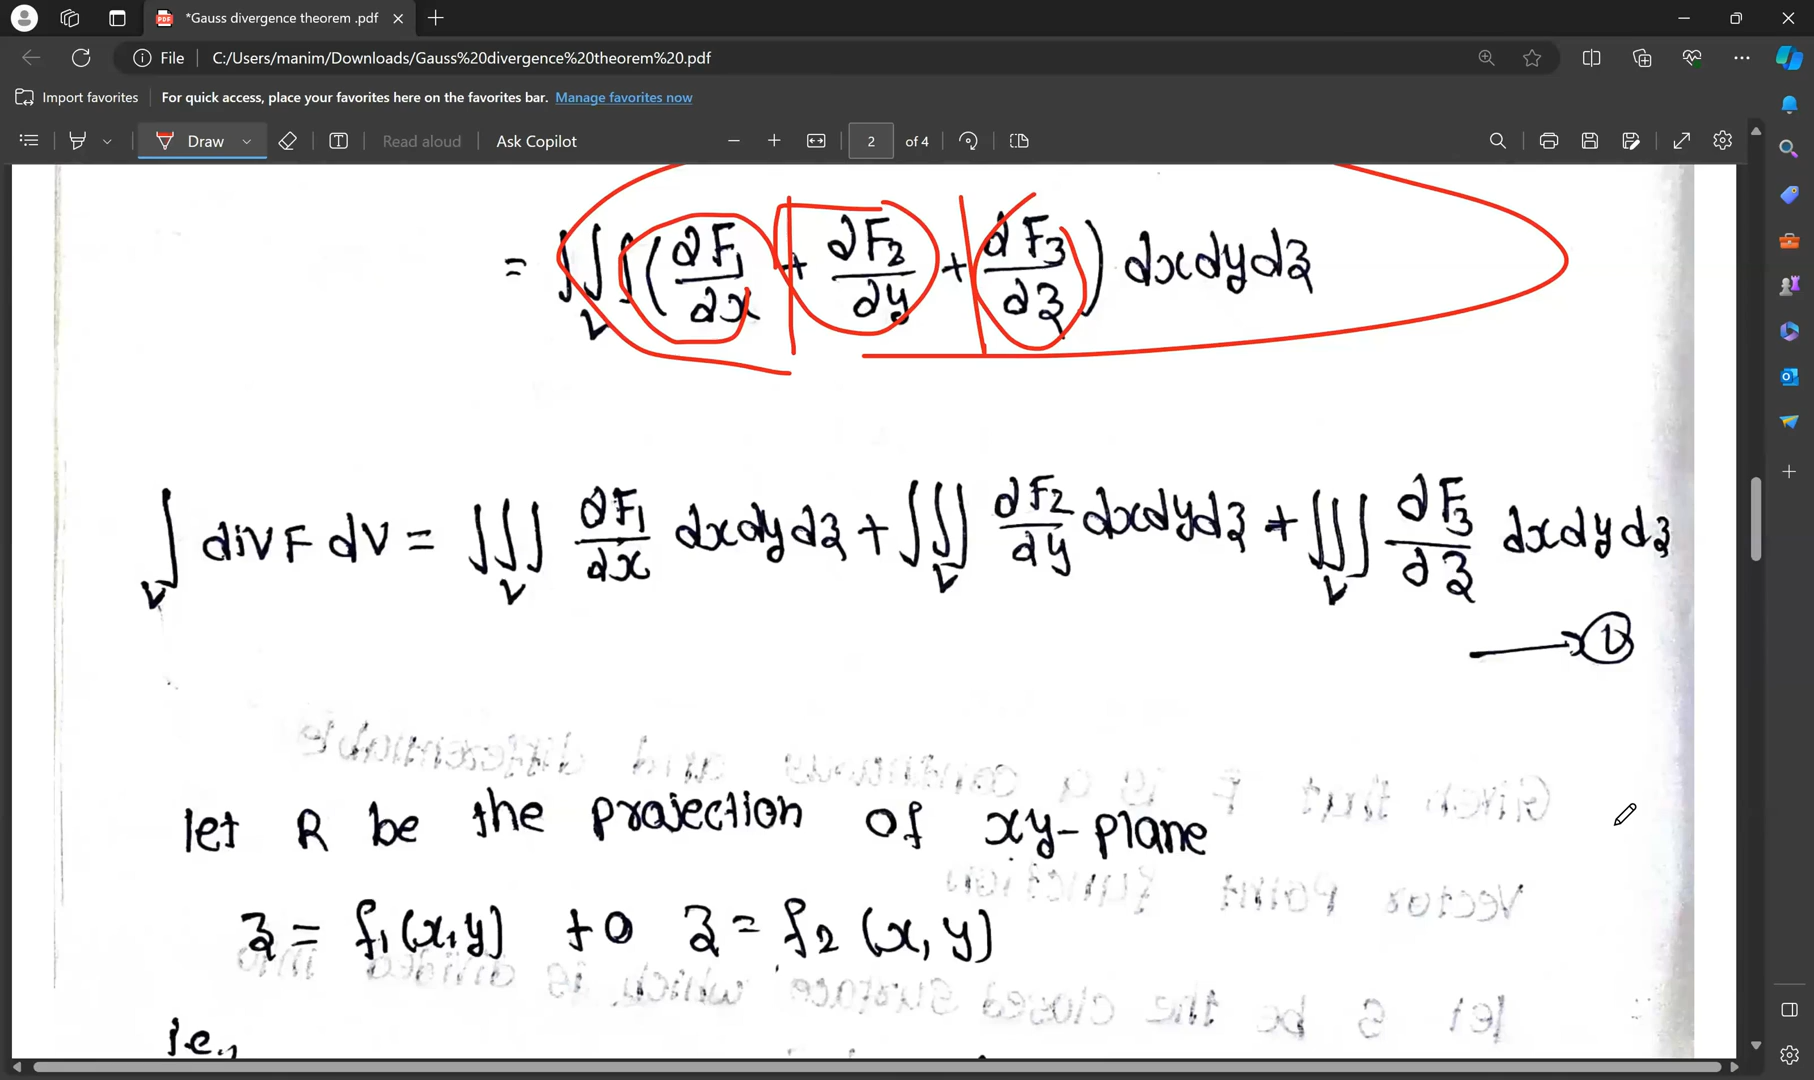 *Gauss divergence theorem .pdf
File C:/Users/manim/Downloads/Gauss%20divergence%20theorem%20.pdf
Import favorites For quick access, place your favorites here on the favorites bar. Manage favorites now
Draw Read aloud Ask Copilot 2 of 4
= ∭_V (∂F₁/∂x + ∂F₂/∂y + ∂F₃/∂z) dxdydz
∫_V div F dV = ∭_V ∂F₁/∂x dxdydz + ∭_V ∂F₂/∂y dxdydz + ∭_V ∂F₃/∂z dxdydz
→ ①
let R be the projection of xy-plane
z = f₁(x,y) to z = f₂(x,y)
ie.,